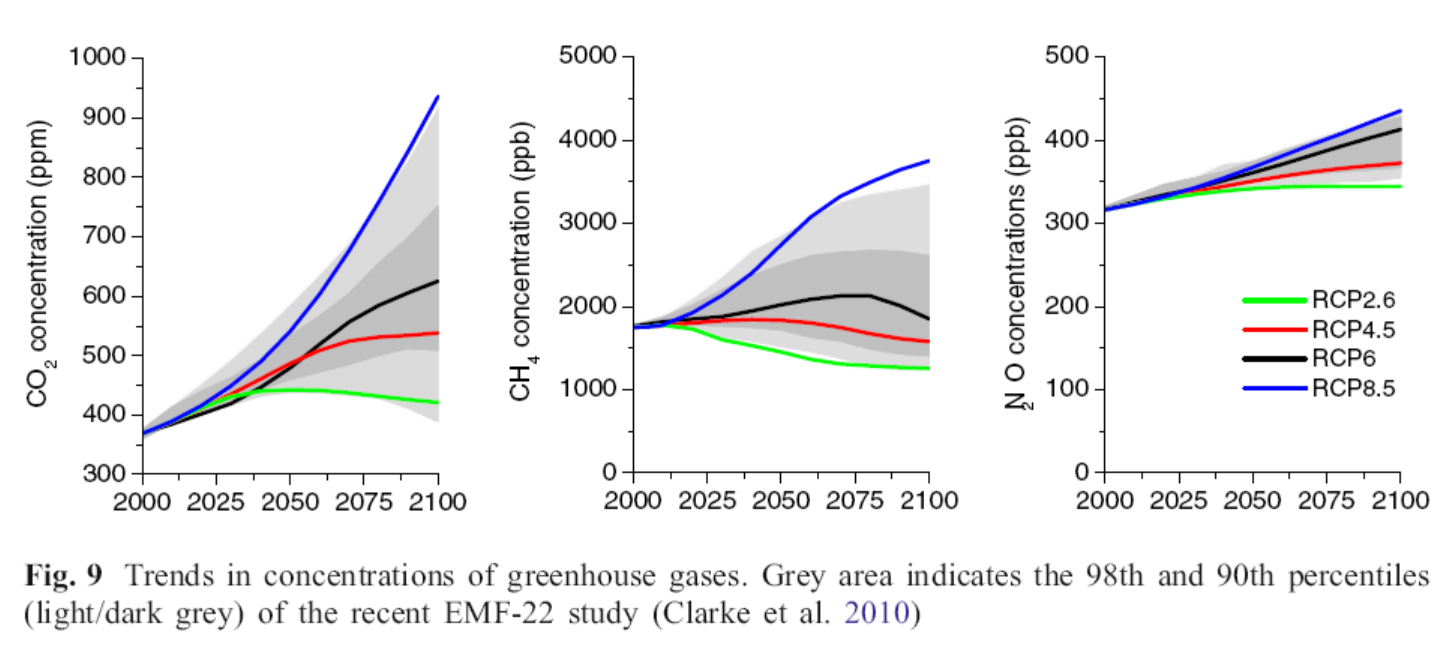 CO2 concentration (ppm)
1000
900
800
700
600
500
400
300
2000 2025 2050 2075 2100
CH4 concentration (ppb)
5000
4000
3000
2000
1000
0
2000 2025 2050 2075 2100
N2O concentrations (ppb)
500
400
300
200
100
0
2000 2025 2050 2075 2100
RCP2.6
RCP4.5
RCP6
RCP8.5
Fig. 9 Trends in concentrations of greenhouse gases. Grey area indicates the 98th and 90th percentiles
(light/dark grey) of the recent EMF-22 study (Clarke et al. 2010)